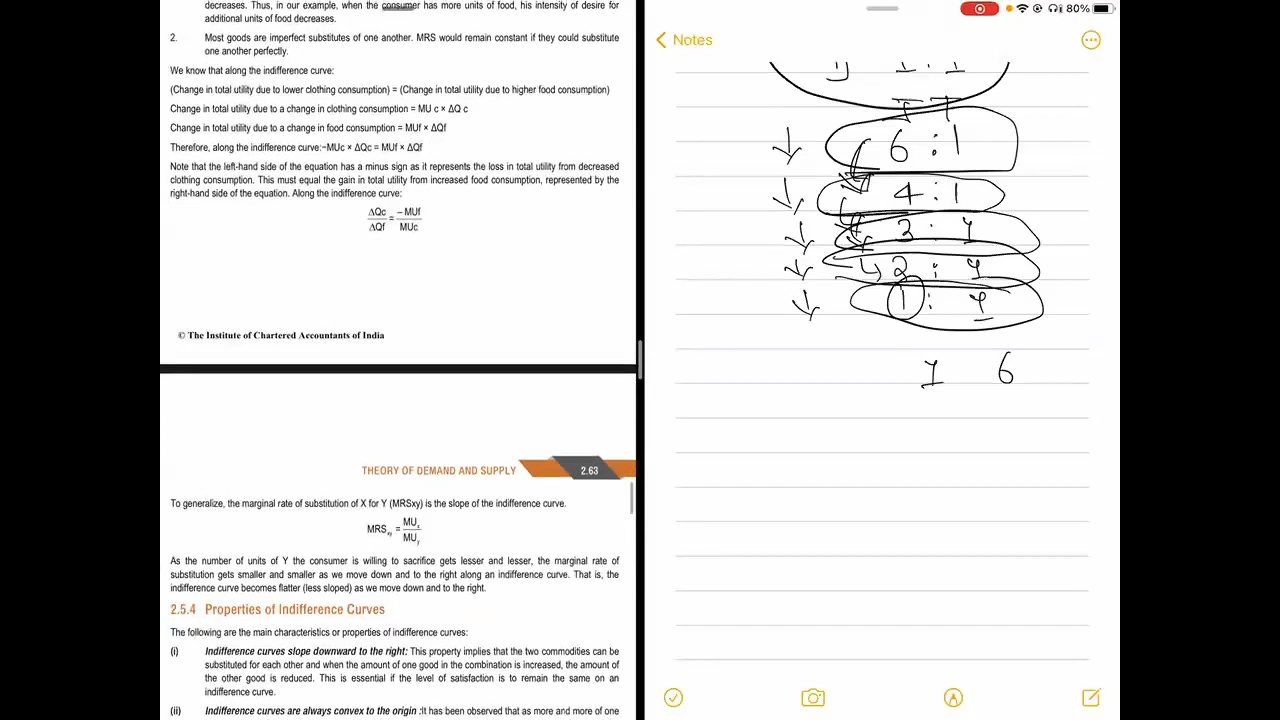 decreases. Thus, in our example, when the consumer has more units of food, his intensity of desire for
additional units of food decreases.
2. Most goods are imperfect substitutes of one another. MRS would remain constant if they could substitute
one another perfectly.
We know that along the indifference curve:
(Change in total utility due to lower clothing consumption) = (Change in total utility due to higher food consumption)
Change in total utility due to a change in clothing consumption = MU c × ΔQ c
Change in total utility due to a change in food consumption = MUf × ΔQf
Therefore, along the indifference curve:−MUc × ΔQc = MUf × ΔQf
Note that the left-hand side of the equation has a minus sign as it represents the loss in total utility from decreased
clothing consumption. This must equal the gain in total utility from increased food consumption, represented by the
right-hand side of the equation. Along the indifference curve:
ΔQc/ΔQf = −MUf/MUc
© The Institute of Chartered Accountants of India
THEORY OF DEMAND AND SUPPLY 2.63
To generalize, the marginal rate of substitution of X for Y (MRSxy) is the slope of the indifference curve.
MRSxy = MUx/MUy
As the number of units of Y the consumer is willing to sacrifice gets lesser and lesser, the marginal rate of
substitution gets smaller and smaller as we move down and to the right along an indifference curve. That is, the
indifference curve becomes flatter (less sloped) as we move down and to the right.
2.5.4 Properties of Indifference Curves
The following are the main characteristics or properties of indifference curves:
(i) Indifference curves slope downward to the right: This property implies that the two commodities can be
substituted for each other and when the amount of one good in the combination is increased, the amount of
the other good is reduced. This is essential if the level of satisfaction is to remain the same on an
indifference curve.
(ii) Indifference curves are always convex to the origin :It has been observed that as more and more of one
80%
Notes
6 : 1
4 : 1
3 : 1
2 : 1
1 : 1
1 6